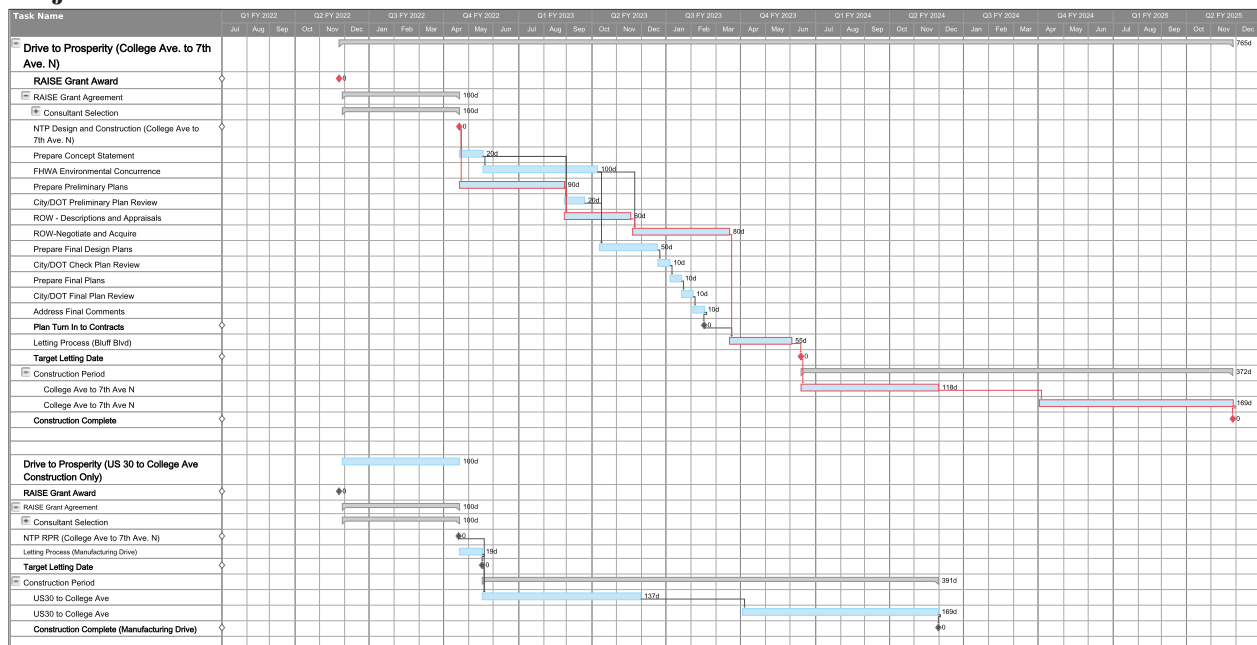 Task Name
Q1 FY 2022 Q2 FY 2022 Q3 FY 2022 Q4 FY 2022 Q1 FY 2023 Q2 FY 2023 Q3 FY 2023 Q4 FY 2023 Q1 FY 2024 Q2 FY 2024 Q3 FY 2024 Q4 FY 2024 Q1 FY 2025 Q2 FY 2025
Jul Aug Sep Oct Nov Dec Jan Feb Mar Apr May Jun Jul Aug Sep Oct Nov Dec Jan Feb Mar Apr May Jun Jul Aug Sep Oct Nov Dec Jan Feb Mar Apr May Jun Jul Aug Sep Oct Nov Dec
Drive to Prosperity (College Ave. to 7th 765d
Ave. N)
RAISE Grant Award 0
RAISE Grant Agreement 100d
Consultant Selection 100d
NTP Design and Construction (College Ave to 0
7th Ave. N)
Prepare Concept Statement 20d
FHWA Environmental Concurrence 100d
Prepare Preliminary Plans 90d
City/DOT Preliminary Plan Review 20d
ROW - Descriptions and Appraisals 60d
ROW-Negotiate and Acquire 80d
Prepare Final Design Plans 50d
City/DOT Check Plan Review 10d
Prepare Final Plans 10d
City/DOT Final Plan Review 10d
Address Final Comments 10d
Plan Turn In to Contracts 0
Letting Process (Bluff Blvd) 55d
Target Letting Date 0
Construction Period 372d
College Ave to 7th Ave N 118d
College Ave to 7th Ave N 169d
Construction Complete 0
Drive to Prosperity (US 30 to College Ave 100d
Construction Only)
RAISE Grant Award 0
RAISE Grant Agreement 100d
Consultant Selection 100d
NTP RPR (College Ave to 7th Ave. N) 0
Letting Process (Manufacturing Drive) 19d
Target Letting Date 0
Construction Period 391d
US30 to College Ave 137d
US30 to College Ave 169d
Construction Complete (Manufacturing Drive) 0